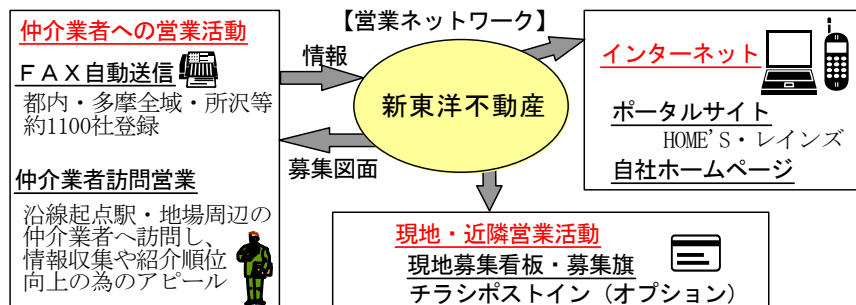 【営業ネットワーク】
仲介業者への営業活動
ＦＡＸ自動送信
都内・多摩全域・所沢等
約1100社登録
仲介業者訪問営業
沿線起点駅・地場周辺の
仲介業者へ訪問し、
情報収集や紹介順位
向上の為のアピール
情報
募集図面
新東洋不動産
インターネット
ポータルサイト
HOME'S・レインズ
自社ホームページ
現地・近隣営業活動
現地募集看板・募集旗
チラシポストイン（オプション）